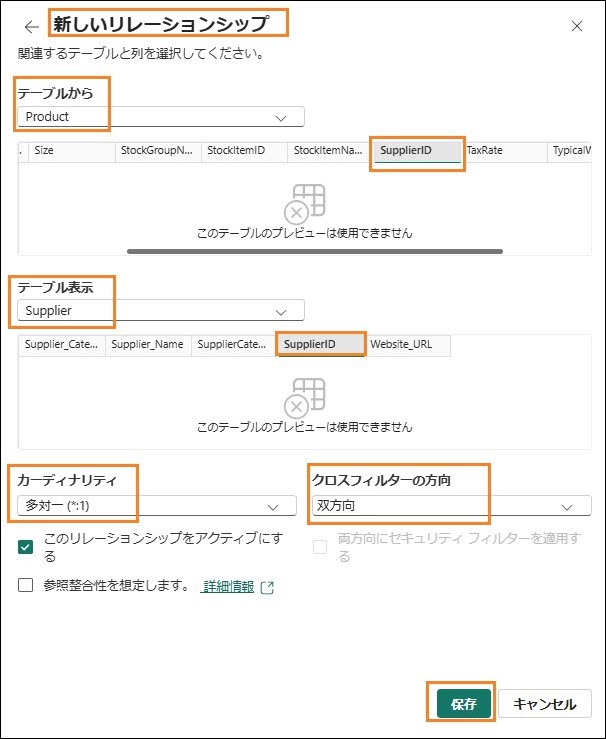 新しいリレーションシップ
関連するテーブルと列を選択してください。
テーブルから
Product
Size StockGroupN... StockItemID StockItemNa... SupplierID TaxRate TypicalW
このテーブルのプレビューは使用できません
テーブル表示
Supplier
Supplier_Cate... Supplier_Name SupplierCate... SupplierID Website_URL
このテーブルのプレビューは使用できません
カーディナリティ クロスフィルターの方向
多対一 (*:1) 双方向
このリレーションシップをアクティブにす
る
両方向にセキュリティ フィルターを適用す
る
参照整合性を想定します。 詳細情報
保存 キャンセル